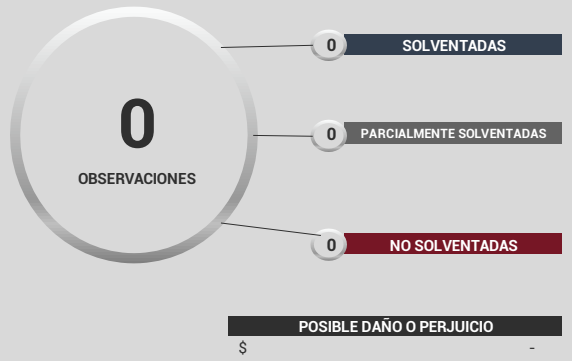 0
OBSERVACIONES
0 SOLVENTADAS
0 PARCIALMENTE SOLVENTADAS
0 NO SOLVENTADAS
POSIBLE DAÑO O PERJUICIO
$ -